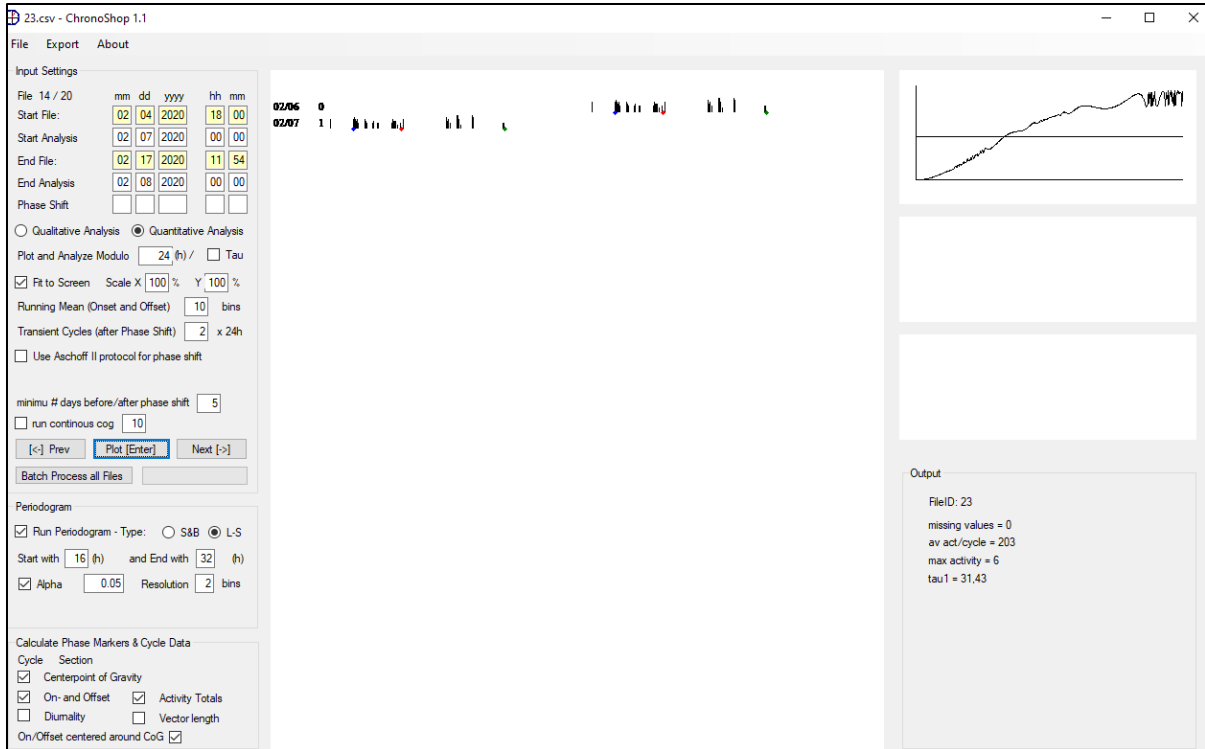 23.csv - ChronoShop 1.1
File Export About
Input Settings
File 14 / 20 mm dd yyyy hh mm
Start File: 02 04 2020 18 00
Start Analysis 02 07 2020 00 00
End File: 02 17 2020 11 54
End Analysis 02 08 2020 00 00
Phase Shift
Qualitative Analysis Quantitative Analysis
Plot and Analyze Modulo 24 (h) / Tau
Fit to Screen Scale X 100 % Y 100 %
Running Mean (Onset and Offset) 10 bins
Transient Cycles (after Phase Shift) 2 x 24h
Use Aschoff II protocol for phase shift
minimu # days before/after phase shift 5
run continous cog 10
[<-] Prev Plot [Enter] Next [->]
Batch Process all Files
Periodogram
Run Periodogram - Type: S&B L-S
Start with 16 (h) and End with 32 (h)
Alpha 0.05 Resolution 2 bins
Calculate Phase Markers & Cycle Data
Cycle Section
Centerpoint of Gravity
On- and Offset Activity Totals
Diurnality Vector length
On/Offset centered around CoG
02/06 0
02/07 1
Output
FileID: 23
missing values = 0
av act/cycle = 203
max activity = 6
tau1 = 31,43